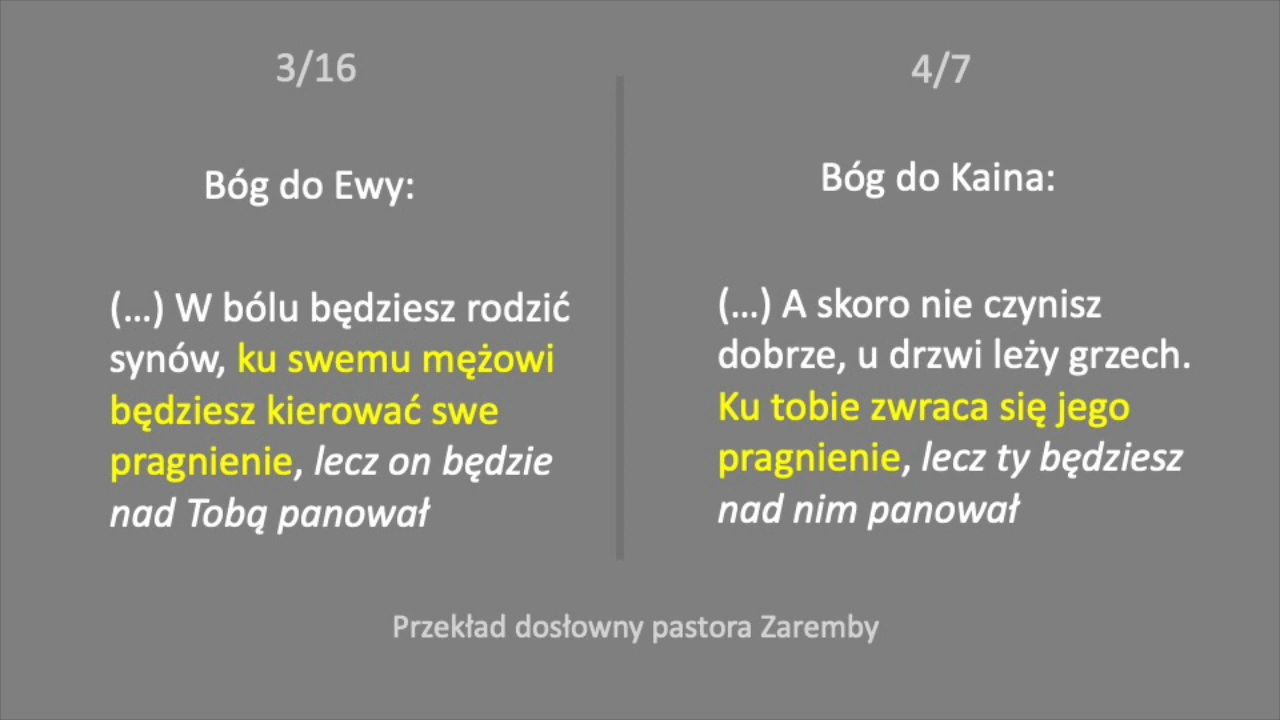 3/16
Bóg do Ewy:
(...) W bólu będziesz rodzić
synów, ku swemu mężowi
będziesz kierować swe
pragnienie, lecz on będzie
nad Tobą panował
4/7
Bóg do Kaina:
(...) A skoro nie czynisz
dobrze, u drzwi leży grzech.
Ku tobie zwraca się jego
pragnienie, lecz ty będziesz
nad nim panował
Przekład dosłowny pastora Zaremby